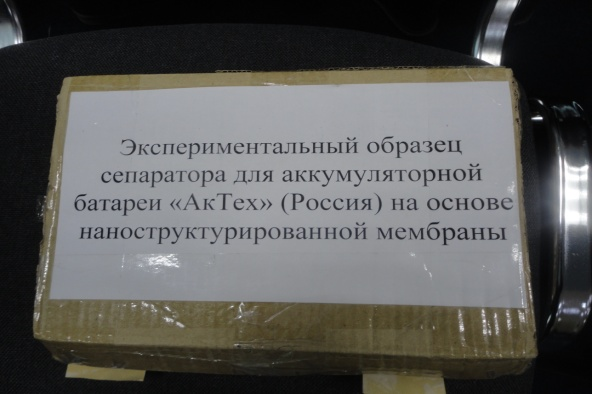 Экспериментальный образец
сепаратора для аккумуляторной
батареи «АкТех» (Россия) на основе
наноструктурированной мембраны